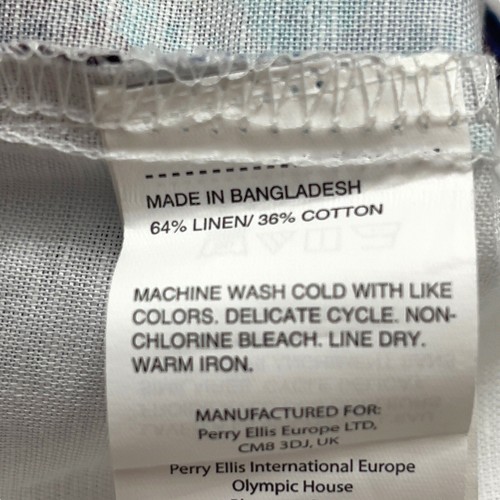 MADE IN BANGLADESH
64% LINEN/ 36% COTTON
MACHINE WASH COLD WITH LIKE
COLORS. DELICATE CYCLE. NON-
CHLORINE BLEACH. LINE DRY.
WARM IRON.
MANUFACTURED FOR:
Perry Ellis Europe LTD,
CM8 3DJ, UK
Perry Ellis International Europe
Olympic House